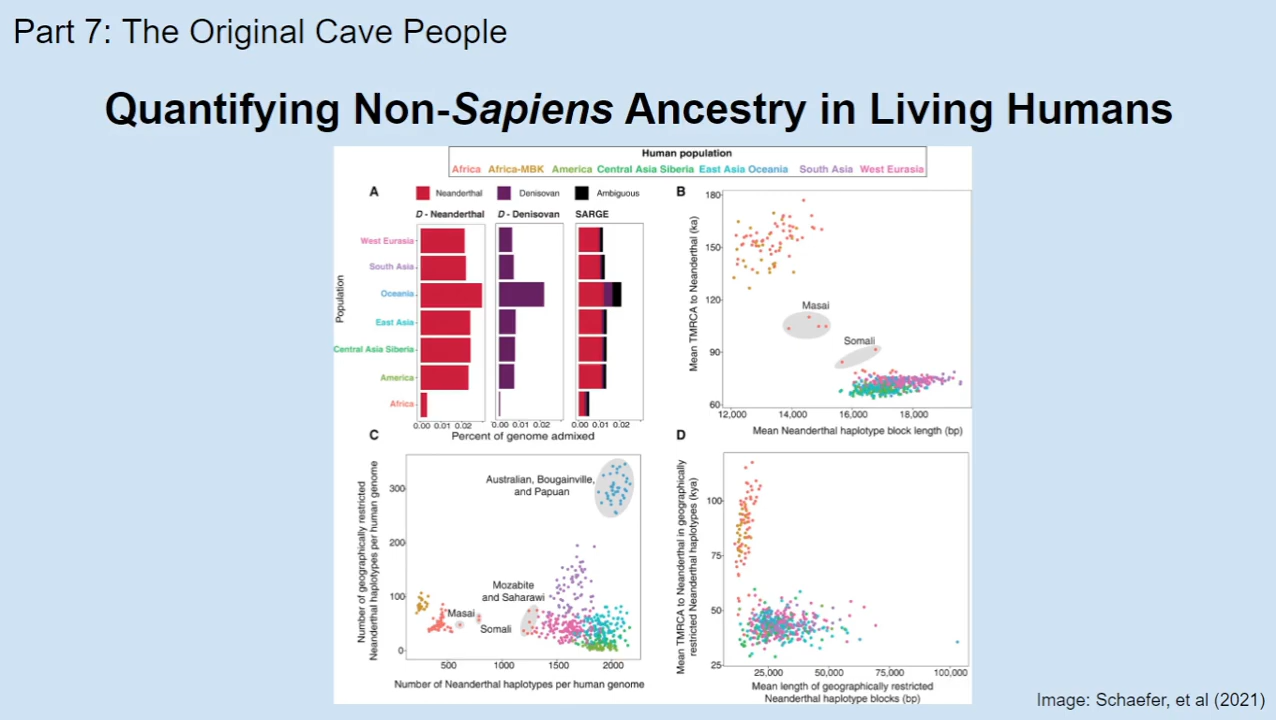 Part 7: The Original Cave People
Quantifying Non-Sapiens Ancestry in Living Humans
Human population
Africa Africa-MBK America Central Asia Siberia East Asia Oceania South Asia West Eurasia
A
Neanderthal Denisovan Ambiguous
D - Neanderthal D - Denisovan SARGE
Population
West Eurasia
South Asia
Oceania
East Asia
Central Asia Siberia
America
Africa
0.00 0.01 0.02 0.00 0.01 0.02 0.00 0.01 0.02
Percent of genome admixed
B
Mean TMRCA to Neanderthal (ka)
180
150
120
90
60
Masai
Somali
12,000 14,000 16,000 18,000
Mean Neanderthal haplotype block length (bp)
C
Number of geographically restricted
Neanderthal haplotypes per human genome
300
200
100
0
Australian, Bougainville,
and Papuan
Mozabite
and Saharawi
Masai
Somali
500 1000 1500 2000
Number of Neanderthal haplotypes per human genome
D
Mean TMRCA to Neanderthal in geographically
restricted Neanderthal haplotypes (kya)
100
75
50
25
25,000 50,000 75,000 100,000
Mean length of geographically restricted
Neanderthal haplotype blocks (bp)
Image: Schaefer, et al (2021)